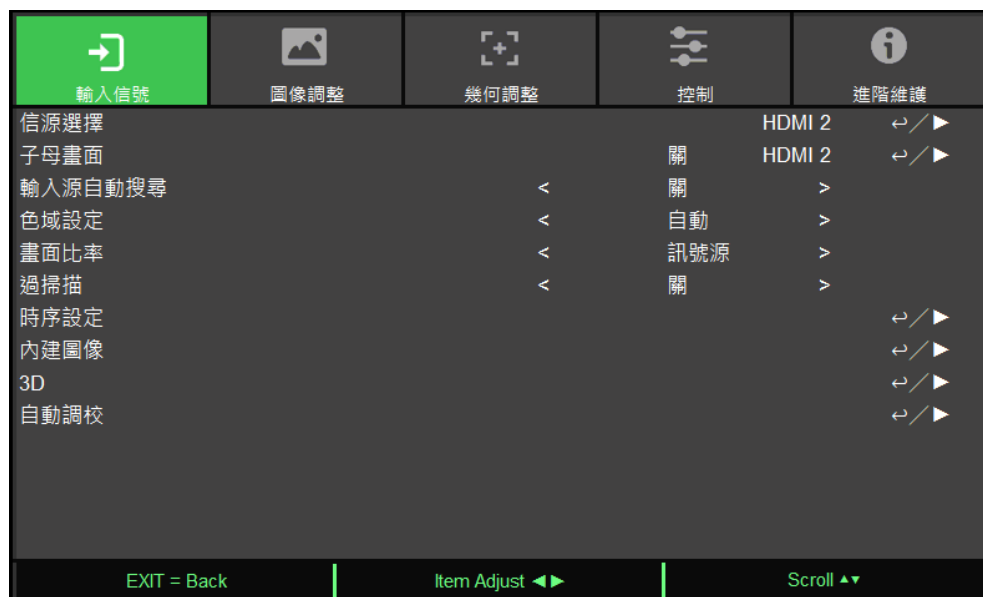 輸入信號 圖像調整 幾何調整 控制 進階維護
信源選擇 HDMI 2 ↩/▶
子母畫面 關 HDMI 2 ↩/▶
輸入源自動搜尋 < 關 >
色域設定 < 自動 >
畫面比率 < 訊號源 >
過掃描 < 關 >
時序設定 ↩/▶
內建圖像 ↩/▶
3D ↩/▶
自動調校 ↩/▶
EXIT = Back Item Adjust ◀▶ Scroll ▲▼